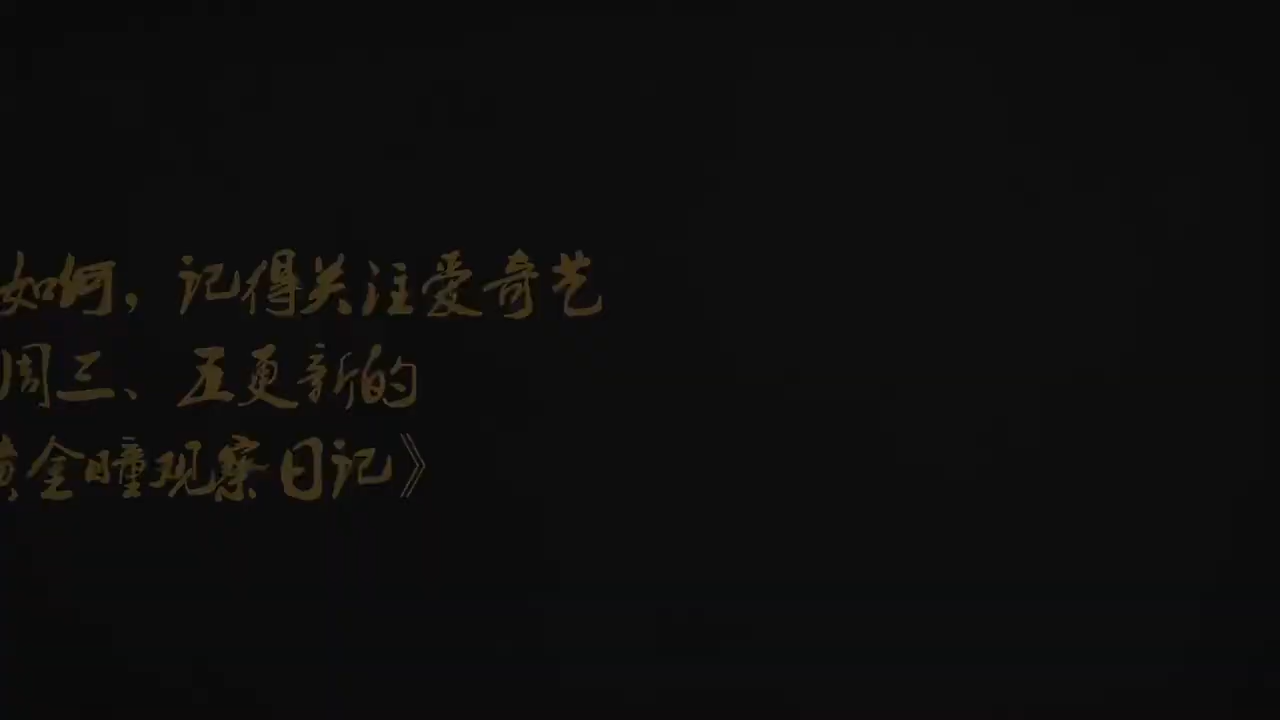 如何，记得关注爱奇艺
周三、五更新的
黄金瞳观察日记》